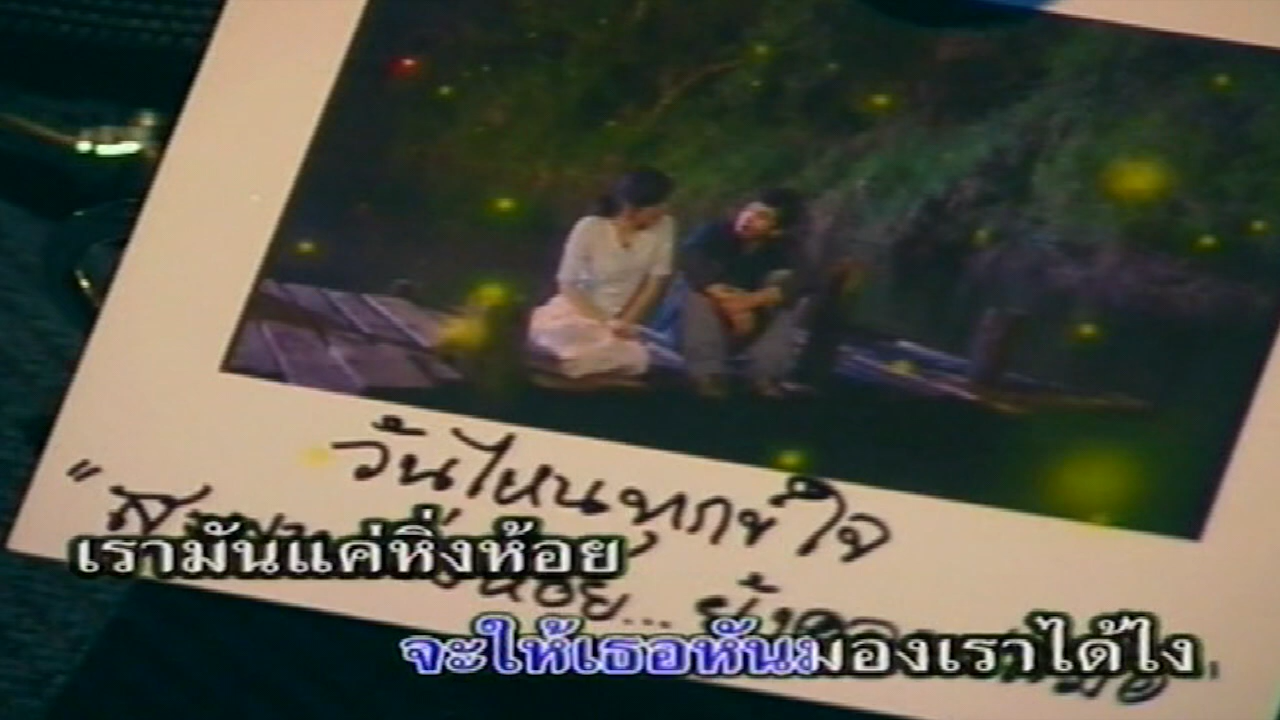 วันไหนทุกข์ใจ
เรามันแค่หิ่งห้อย
จะให้เธอหันมองเราได้ไง